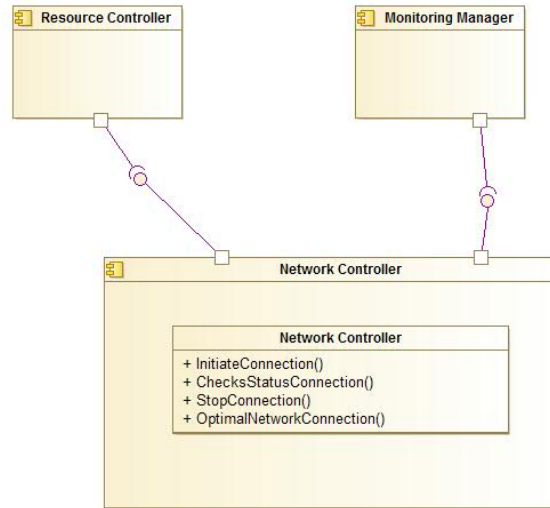 Resource Controller
Monitoring Manager
Network Controller
Network Controller
+ InitiateConnection()
+ ChecksStatusConnection()
+ StopConnection()
+ OptimalNetworkConnection()